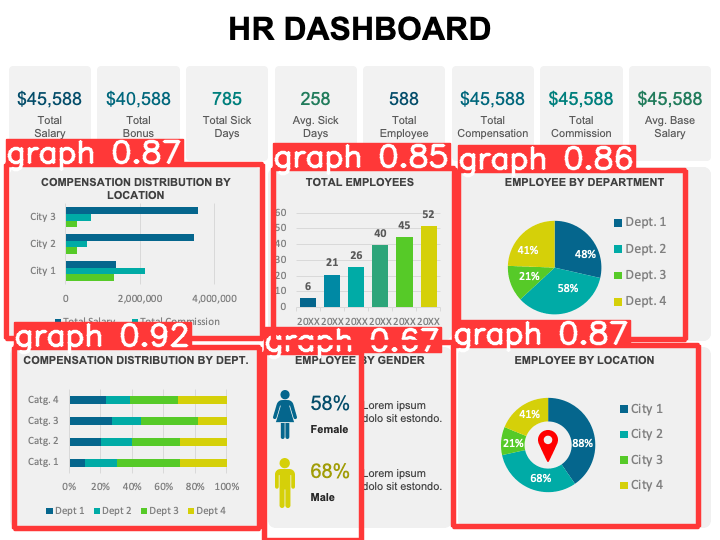 HR DASHBOARD
$45,588
Total
Salary
$40,588
Total
Bonus
785
Total Sick
Days
258
Avg. Sick
Days
588
Total
Employee
$45,588
Total
Compensation
$45,588
Total
Commission
$45,588
Avg. Base
Salary
graph 0.87
COMPENSATION DISTRIBUTION BY
LOCATION
City 3
City 2
City 1
0 2,000,000 4,000,000
Total Salary Total Commission
graph 0.85
TOTAL EMPLOYEES
50
40
30
20
10
0
6 21 26 40 45 52
20XX 20XX 20XX 20XX 20XX 20XX
graph 0.86
EMPLOYEE BY DEPARTMENT
41% 48%
21% 58%
Dept. 1
Dept. 2
Dept. 3
Dept. 4
graph 0.92
COMPENSATION DISTRIBUTION BY DEPT.
Catg. 4
Catg. 3
Catg. 2
Catg. 1
0% 20% 40% 60% 80% 100%
Dept 1 Dept 2 Dept 3 Dept 4
graph 0.67
EMPLOYEE BY GENDER
58%
Female
Lorem ipsum
dolo sit estondo.
68%
Male
Lorem ipsum
dolo sit estondo.
graph 0.87
EMPLOYEE BY LOCATION
41%
21% 88%
68%
City 1
City 2
City 3
City 4